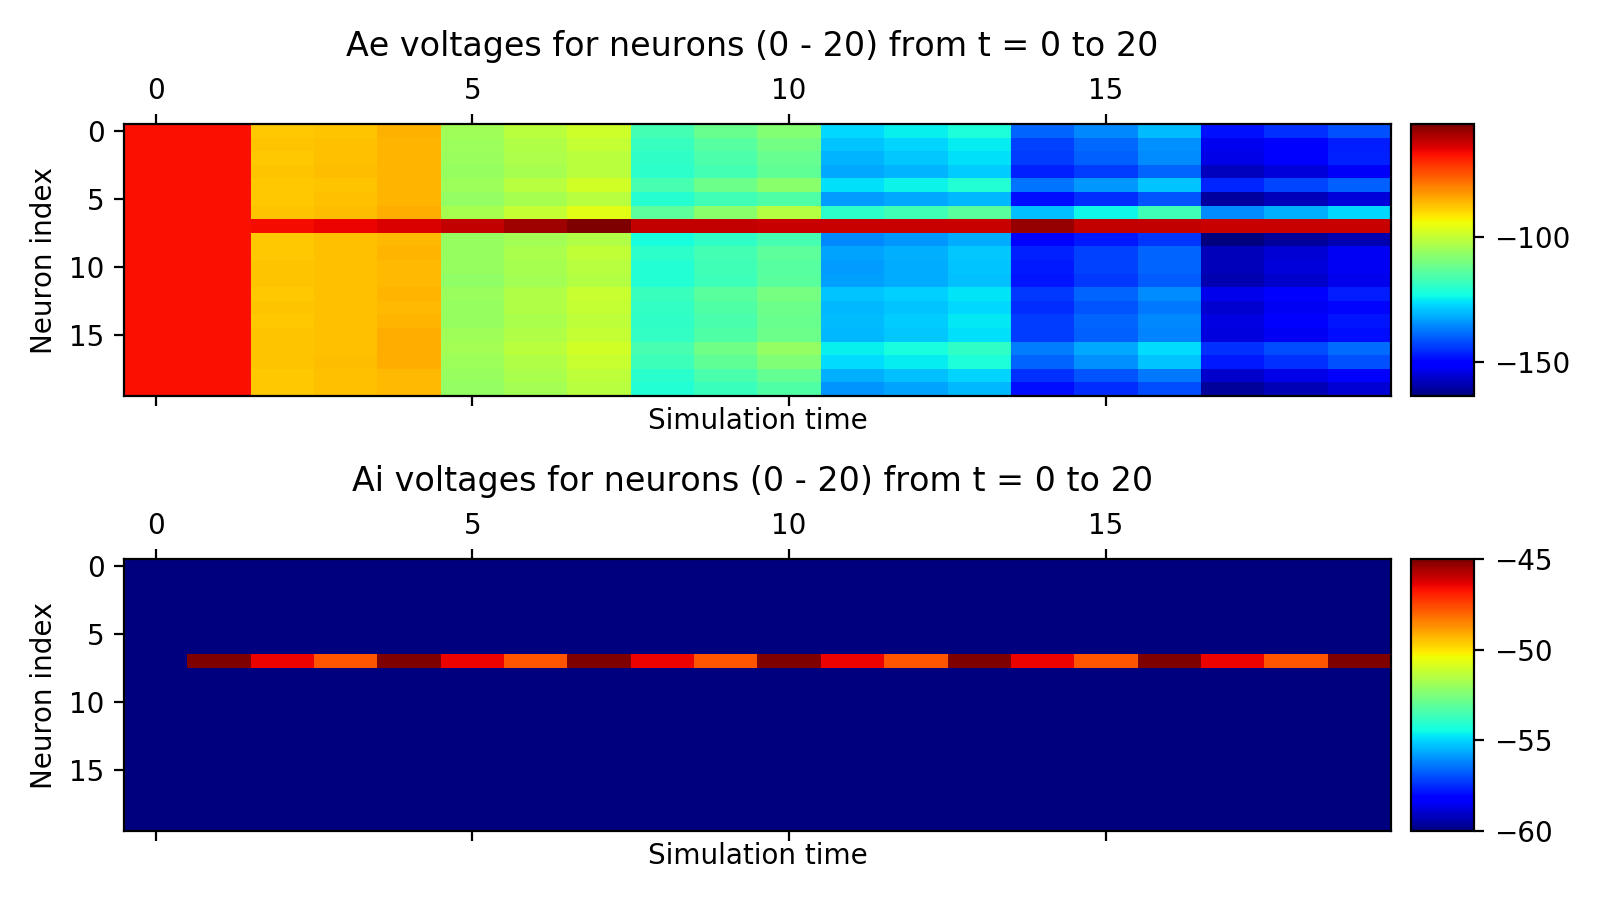 Ae voltages for neurons (0 - 20) from t = 0 to 20
0 5 10 15
Neuron index
0
5
10
15
−100
−150
Simulation time
Ai voltages for neurons (0 - 20) from t = 0 to 20
0 5 10 15
Neuron index
0
5
10
15
−45
−50
−55
−60
Simulation time